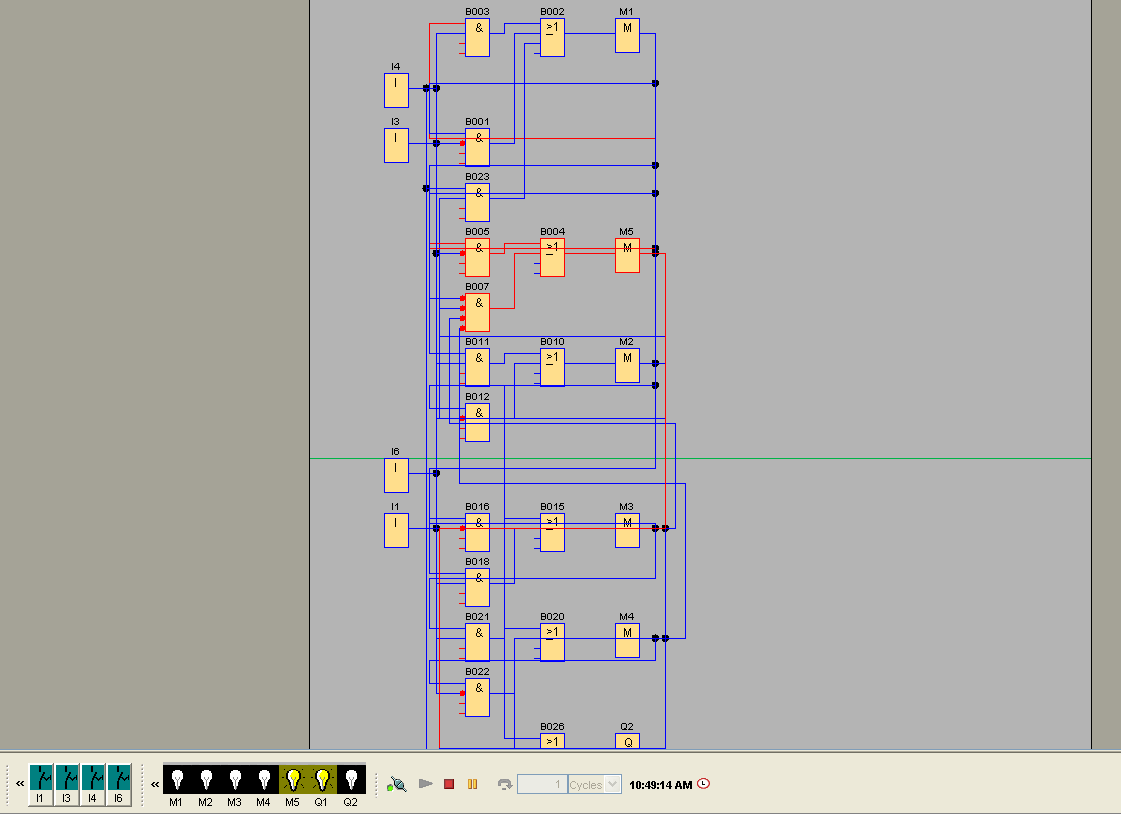 B003 B002 M1
& >1 M
I4
I
I3 B001
I &
B023
&
B005 B004 M5
& >1 M
B007
&
B011 B010 M2
& >1 M
B012
&
I6
I
I1 B016 B015 M3
I & >1 M
B018
&
B021 B020 M4
& >1 M
B022
&
B026 Q2
>1 Q
« « 1 Cycles 10:49:14 AM
I1 I3 I4 I6 M1 M2 M3 M4 M5 Q1 Q2